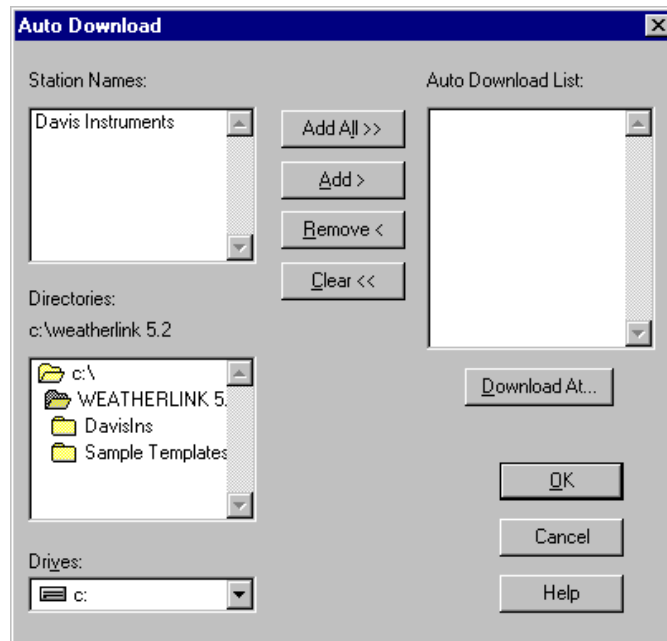 Auto Download
Station Names:
Davis Instruments
Add All >>
Add >
Remove <
Clear <<
Auto Download List:
Directories:
c:\weatherlink 5.2
c:\
WEATHERLINK 5.
DavisIns
Sample Templates
Download At...
Drives:
c:
OK
Cancel
Help